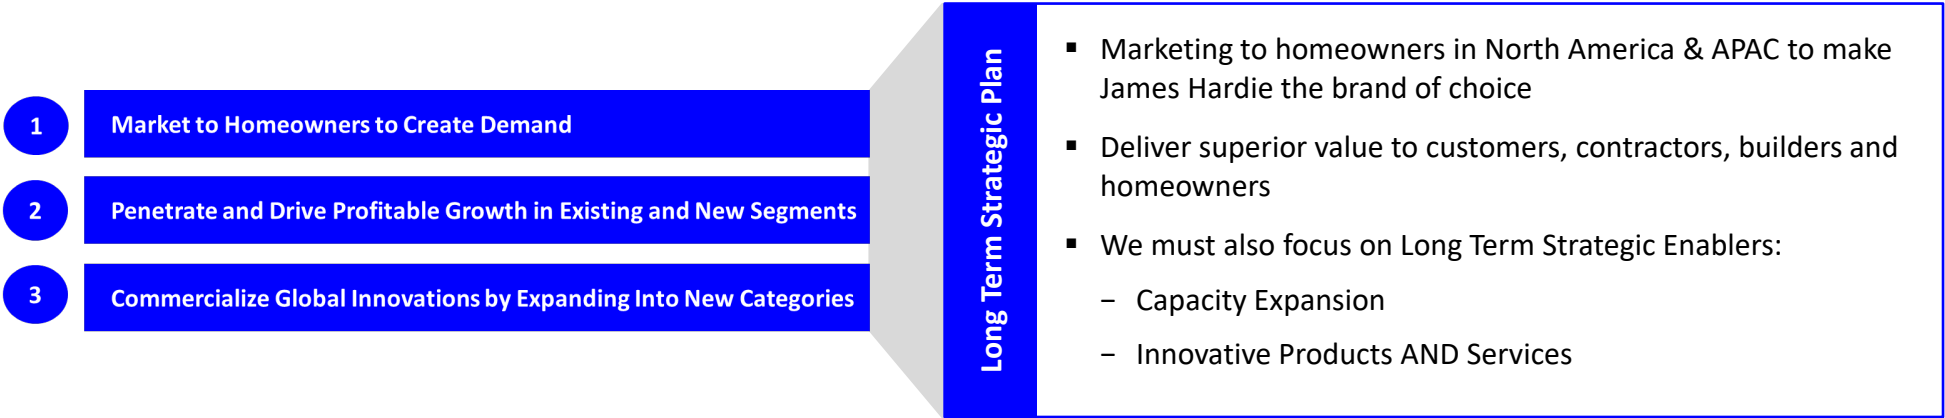 1
Market to Homeowners to Create Demand
2
Penetrate and Drive Profitable Growth in Existing and New Segments
3
Commercialize Global Innovations by Expanding Into New Categories
Long Term Strategic Plan
▪ Marketing to homeowners in North America & APAC to make
James Hardie the brand of choice
▪ Deliver superior value to customers, contractors, builders and
homeowners
▪ We must also focus on Long Term Strategic Enablers:
− Capacity Expansion
− Innovative Products AND Services